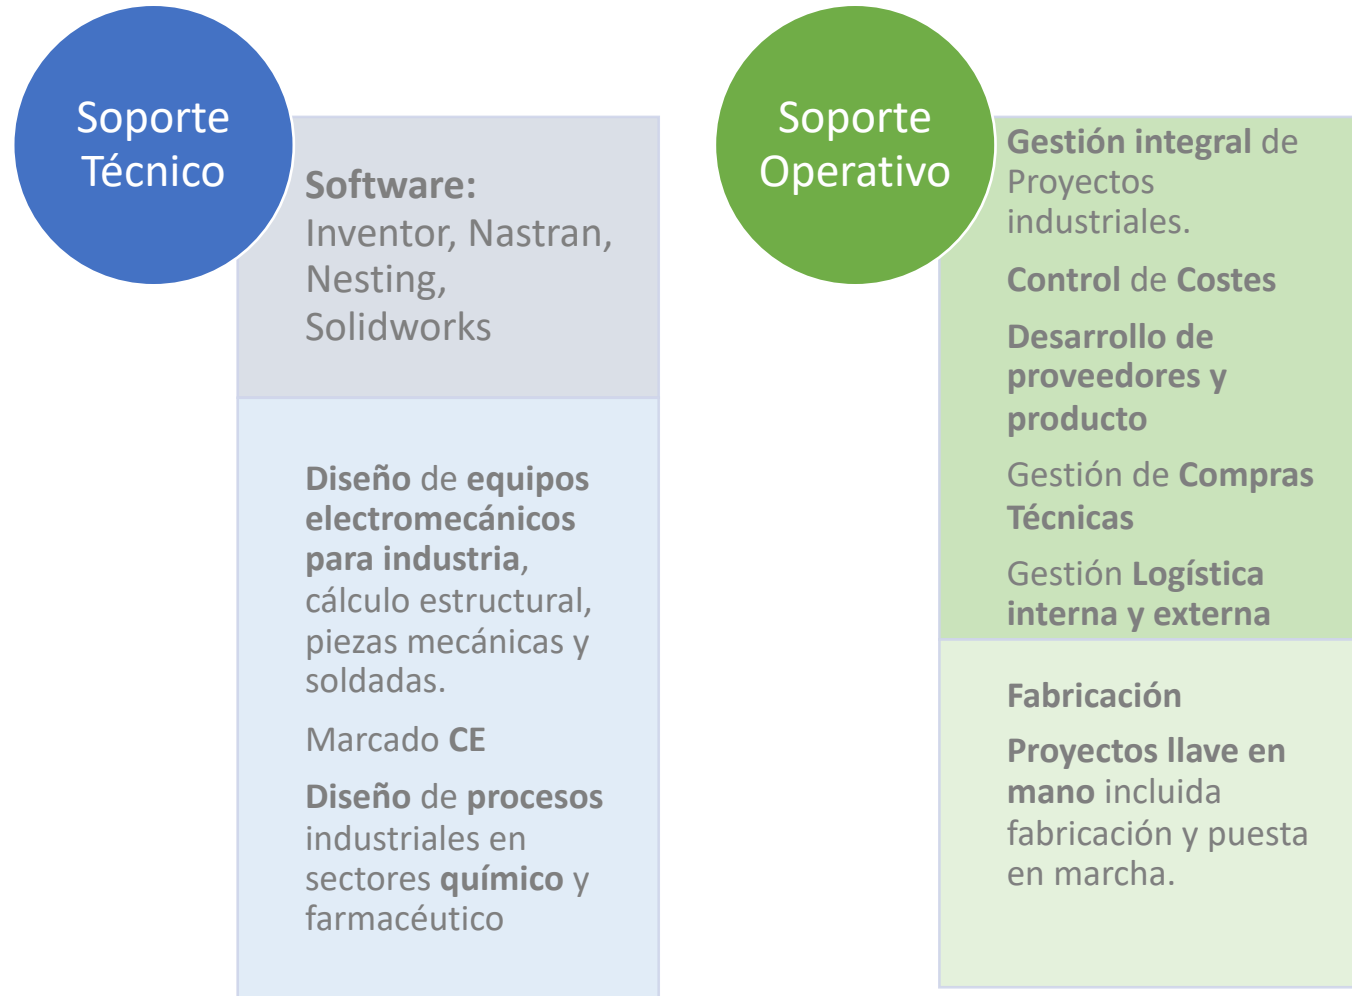 Soporte
Técnico
Software:
Inventor, Nastran,
Nesting,
Solidworks
Diseño de equipos
electromecánicos
para industria,
cálculo estructural,
piezas mecánicas y
soldadas.
Marcado CE
Diseño de procesos
industriales en
sectores químico y
farmacéutico
Soporte
Operativo
Gestión integral de
Proyectos
industriales.
Control de Costes
Desarrollo de
proveedores y
producto
Gestión de Compras
Técnicas
Gestión Logística
interna y externa
Fabricación
Proyectos llave en
mano incluida
fabricación y puesta
en marcha.